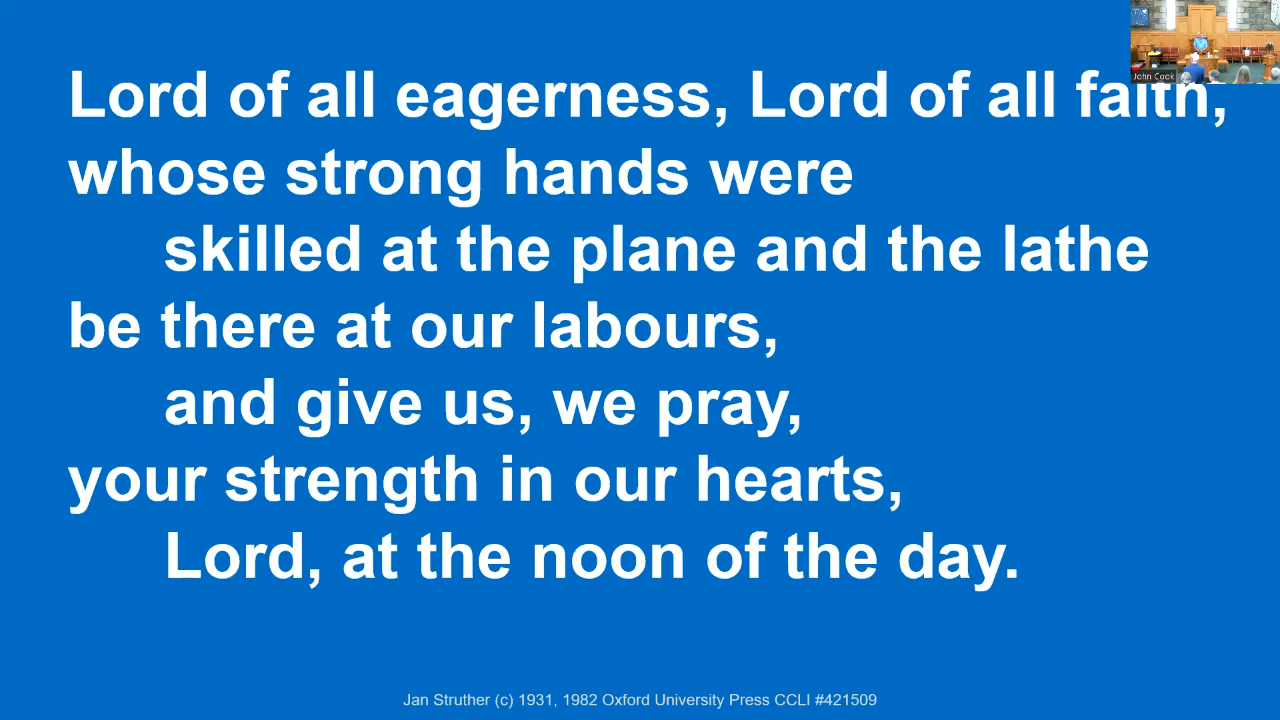 John Cook
Lord of all eagerness, Lord of all faith,
whose strong hands were
skilled at the plane and the lathe
be there at our labours,
and give us, we pray,
your strength in our hearts,
Lord, at the noon of the day.
Jan Struther (c) 1931, 1982 Oxford University Press CCLI #421509